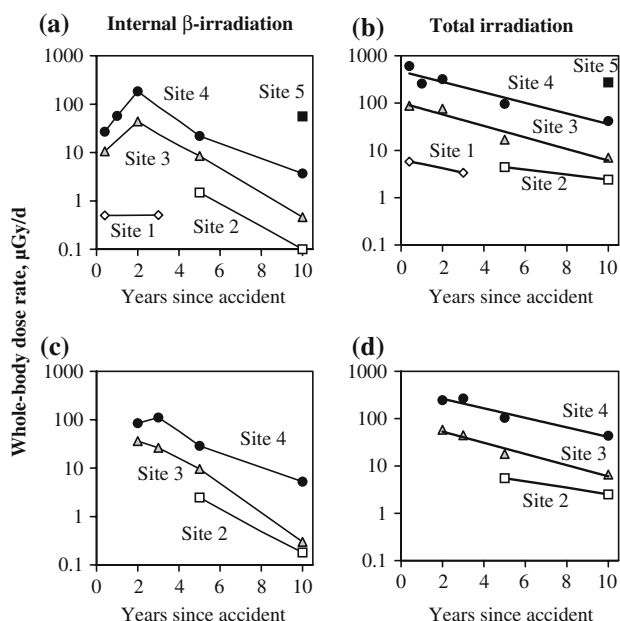 Internal β-irradiation
Total irradiation
Whole-body dose rate, μGy/d
(a)
1000
100
10
1
0.1
0 2 4 6 8 10
Years since accident
Site 4
Site 5
Site 3
Site 1
Site 2
(b)
1000
100
10
1
0.1
0 2 4 6 8 10
Years since accident
Site 5
Site 4
Site 3
Site 1
Site 2
(c)
1000
100
10
1
0.1
0 2 4 6 8 10
Years since accident
Site 4
Site 3
Site 2
(d)
1000
100
10
1
0.1
0 2 4 6 8 10
Years since accident
Site 4
Site 3
Site 2